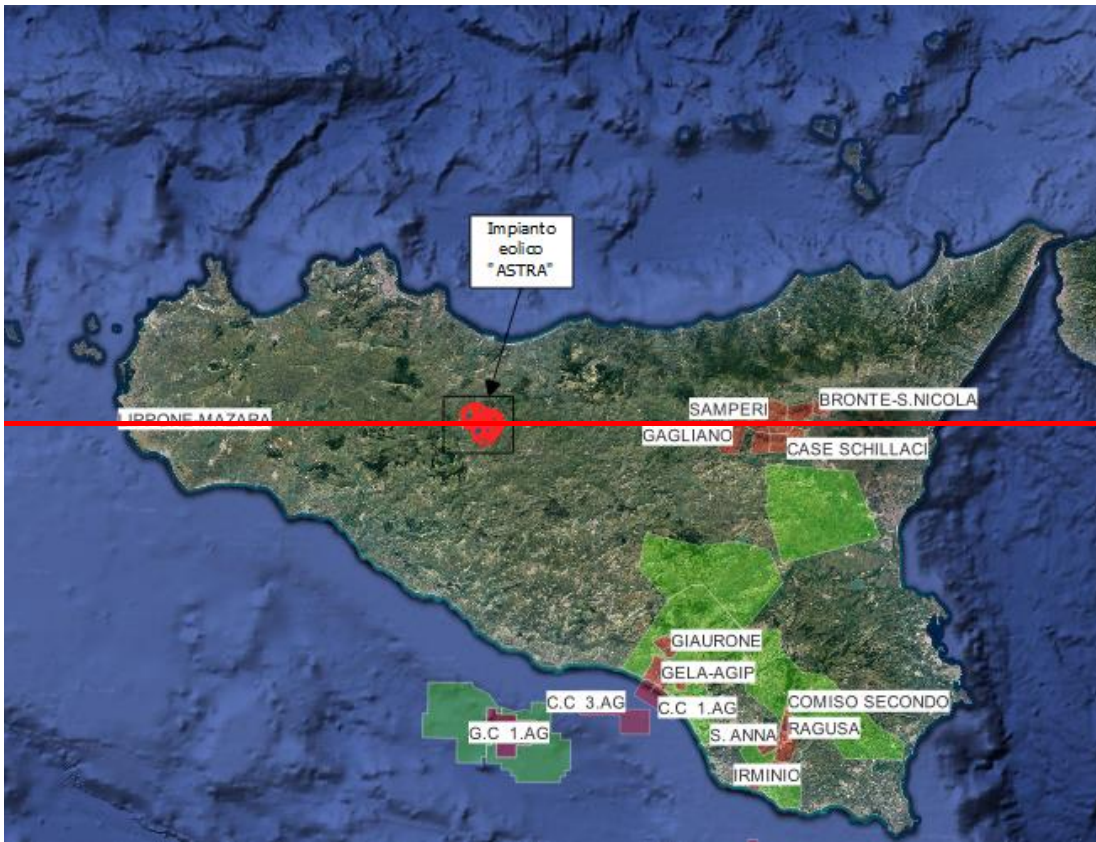 Impianto
eolico
"ASTRA"
BRONTE-S.NICOLA
SAMPERI
LIPPONE-MAZARA
GAGLIANO
CASE SCHILLACI
GIAURONE
GELA-AGIP
C.C 3.AG
COMISO SECONDO
C.C 1.AG
G.C 1.AG
S. ANNA
RAGUSA
IRMINIO